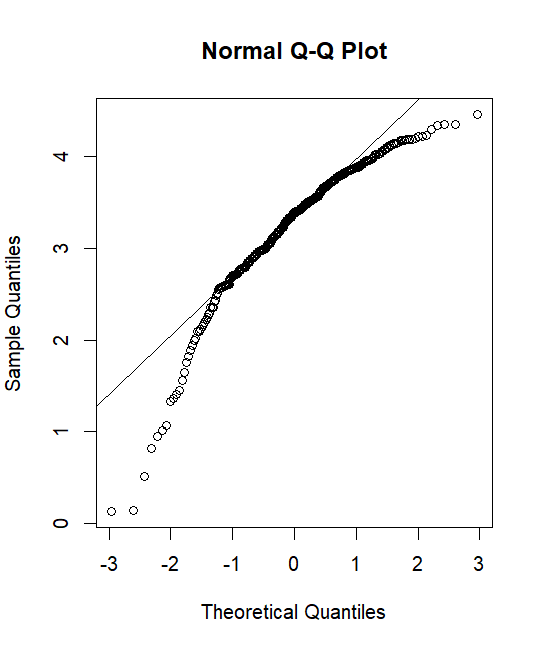 Normal Q-Q Plot
Sample Quantiles
4
3
2
1
0
-3 -2 -1 0 1 2 3
Theoretical Quantiles